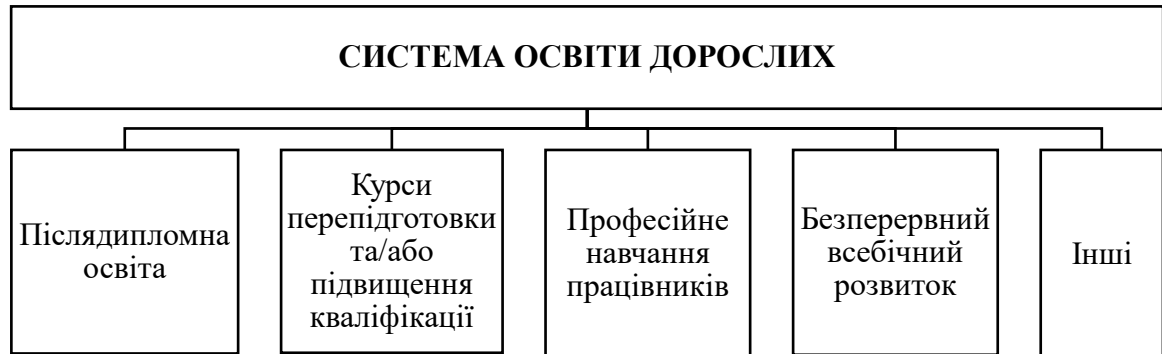 СИСТЕМА ОСВІТИ ДОРОСЛИХ
Післядипломна
освіта
Курси
перепідготовки
та/або
підвищення
кваліфікації
Професійне
навчання
працівників
Безперервний
всебічний
розвиток
Інші